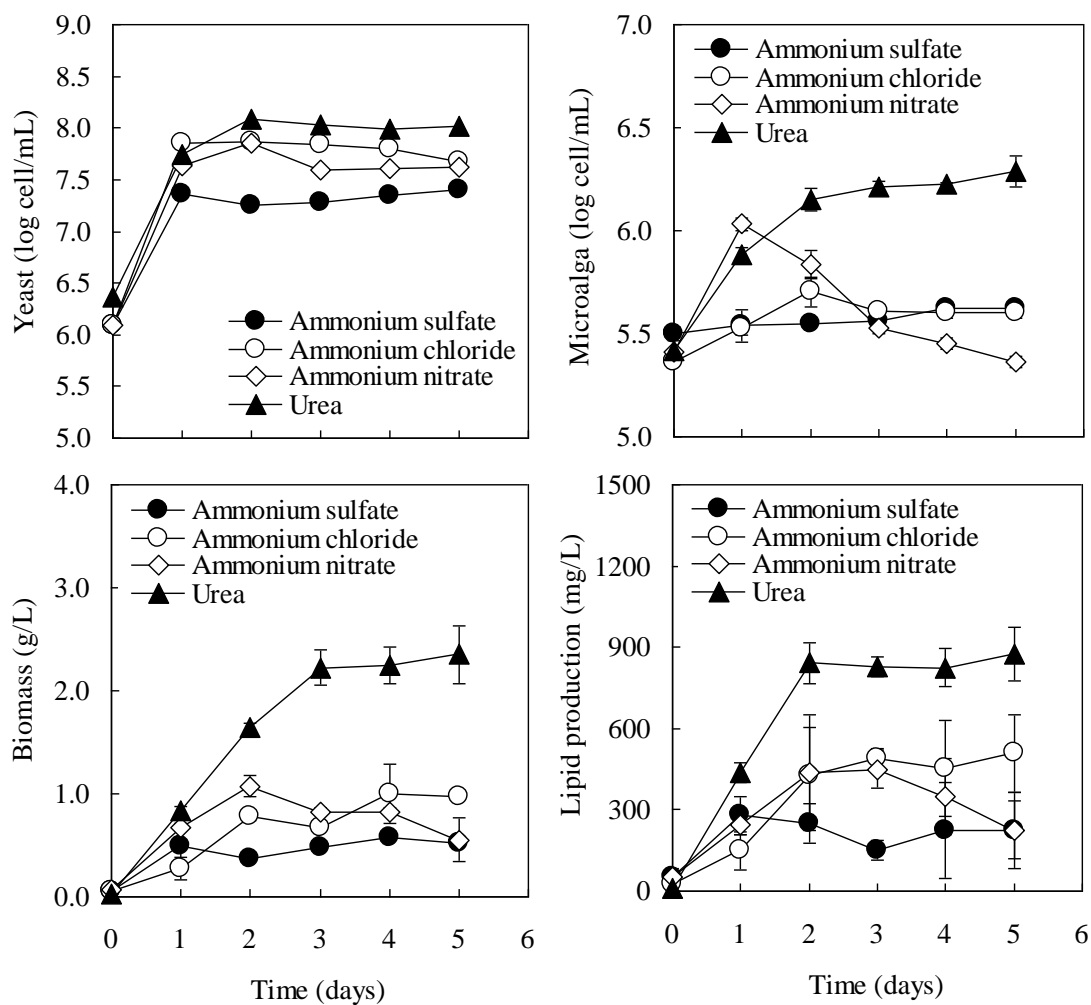 9.0
8.5
8.0
7.5
7.0
6.5
6.0
5.5
5.0
Yeast (log cell/mL)
Ammonium sulfate
Ammonium chloride
Ammonium nitrate
Urea
7.0
6.5
6.0
5.5
5.0
Microalga (log cell/mL)
Ammonium sulfate
Ammonium chloride
Ammonium nitrate
Urea
4.0
3.0
2.0
1.0
0.0
Biomass (g/L)
Ammonium sulfate
Ammonium chloride
Ammonium nitrate
Urea
0 1 2 3 4 5 6
Time (days)
1500
1200
900
600
300
0
Lipid production (mg/L)
Ammonium sulfate
Ammonium chloride
Ammonium nitrate
Urea
0 1 2 3 4 5 6
Time (days)